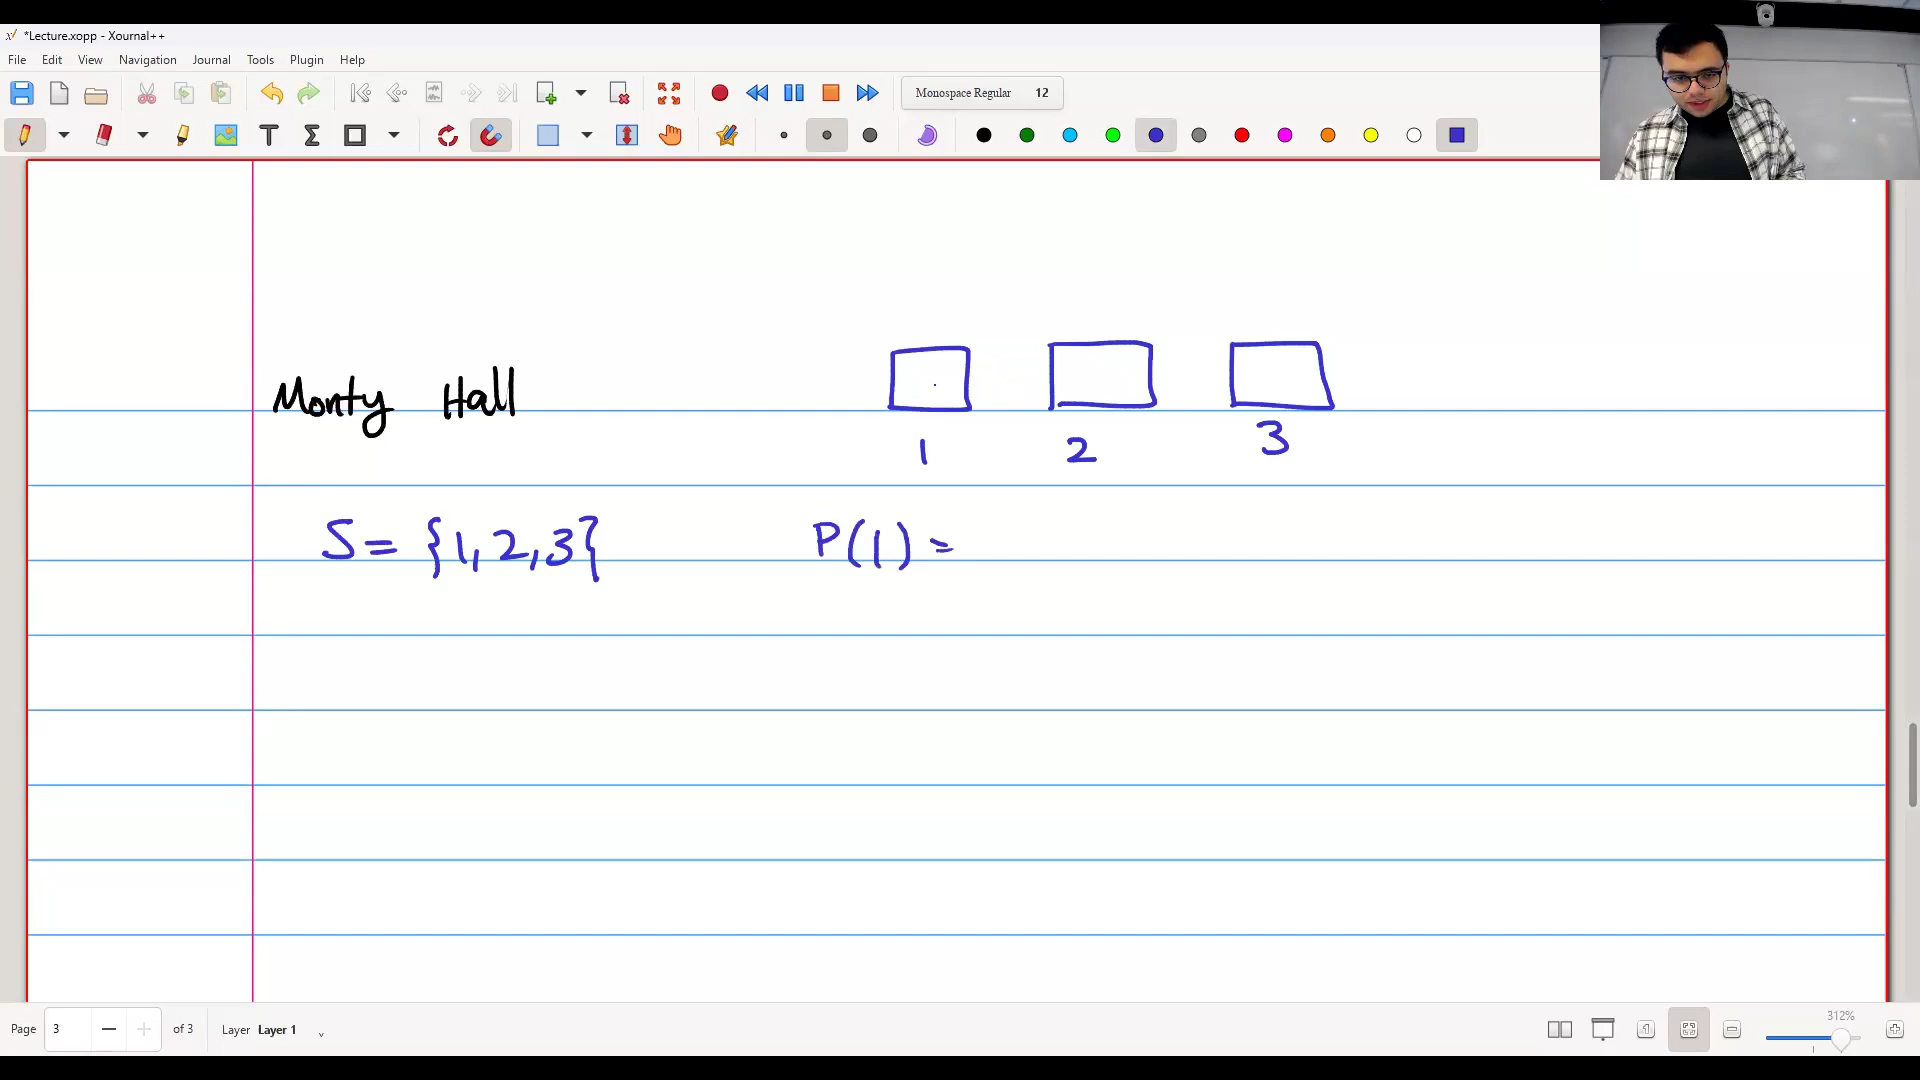 *Lecture.xopp - Xournal++
File Edit View Navigation Journal Tools Plugin Help
Monospace Regular 12
Monty Hall
1 2 3
S = {1, 2, 3} P(1) =
Page 3 of 3 Layer Layer 1
312%